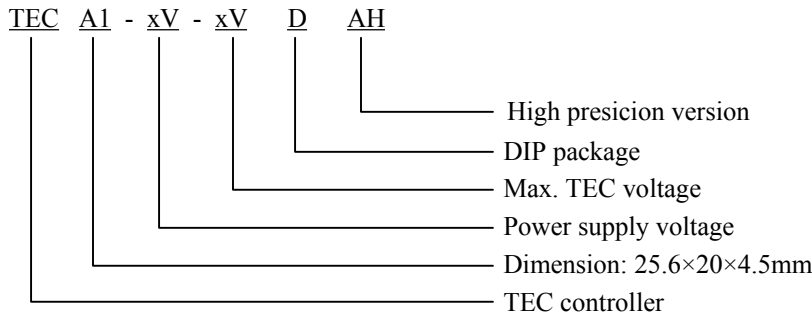 TEC A1 - xV - xV D AH
High presicion version
DIP package
Max. TEC voltage
Power supply voltage
Dimension: 25.6×20×4.5mm
TEC controller